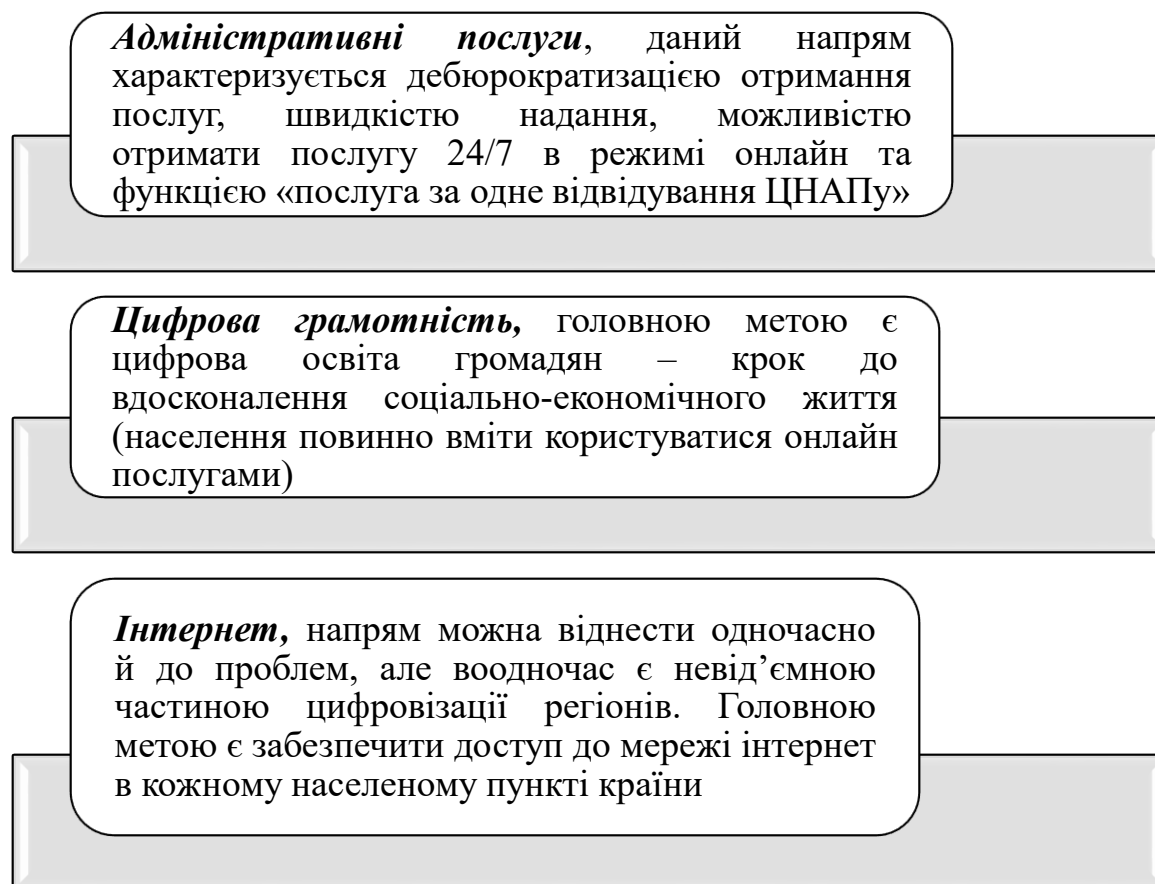 Адміністративні послуги, даний напрям
характеризується дебюрократизацією отримання
послуг, швидкістю надання, можливістю
отримати послугу 24/7 в режимі онлайн та
функцією «послуга за одне відвідування ЦНАПу»
Цифрова грамотність, головною метою є
цифрова освіта громадян – крок до
вдосконалення соціально-економічного життя
(населення повинно вміти користуватися онлайн
послугами)
Інтернет, напрям можна віднести одночасно
й до проблем, але воодночас є невід’ємною
частиною цифровізації регіонів. Головною
метою є забезпечити доступ до мережі інтернет
в кожному населеному пункті країни